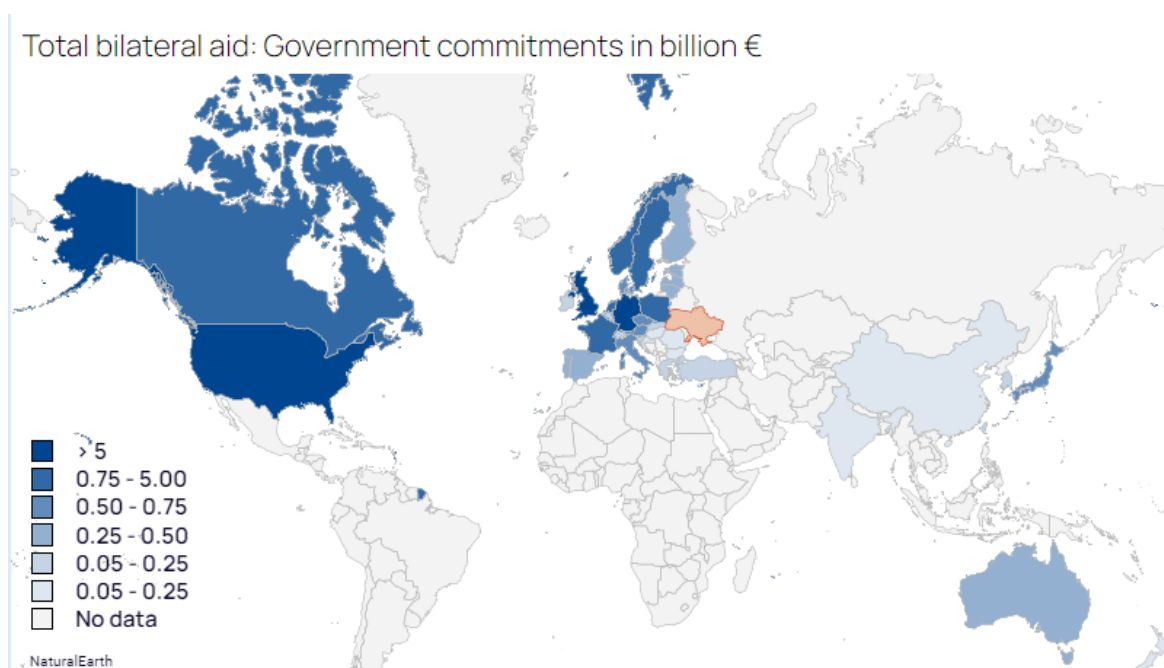 Total bilateral aid: Government commitments in billion €
> 5
0.75 - 5.00
0.50 - 0.75
0.25 - 0.50
0.05 - 0.25
0.05 - 0.25
No data
NaturalEarth